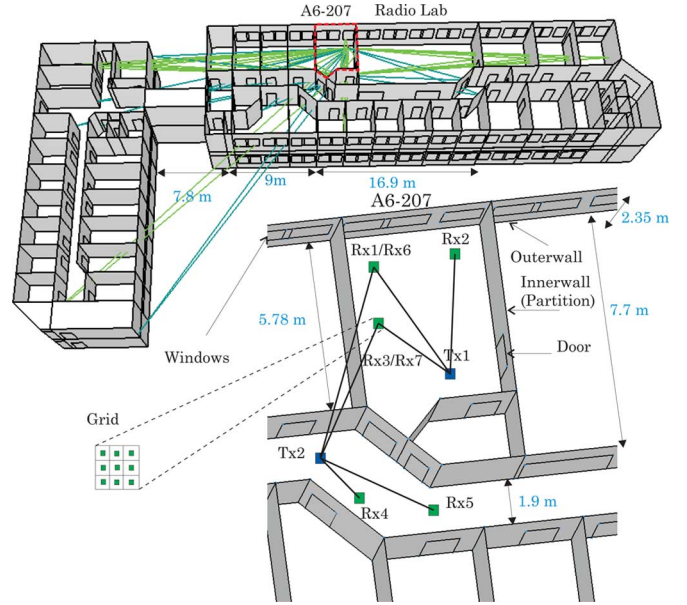 A6-207 Radio Lab
7.8 m
9m
16.9 m
A6-207
2.35 m
Rx1/Rx6
Rx2
Outerwall
Innerwall
(Partition)
5.78 m
7.7 m
Windows
Rx3/Rx7
Tx1
Door
Grid
Tx2
Rx4
Rx5
1.9 m